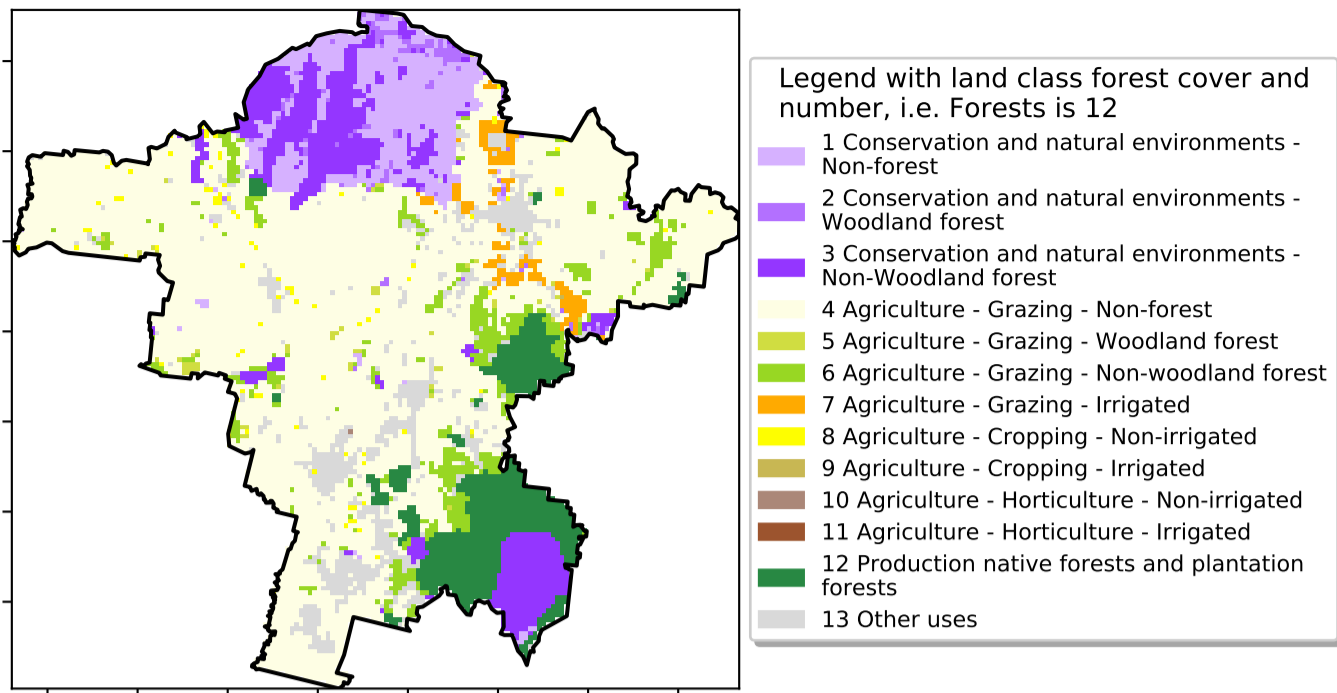 Legend with land class forest cover and
number, i.e. Forests is 12
1 Conservation and natural environments -
Non-forest
2 Conservation and natural environments -
Woodland forest
3 Conservation and natural environments -
Non-Woodland forest
4 Agriculture - Grazing - Non-forest
5 Agriculture - Grazing - Woodland forest
6 Agriculture - Grazing - Non-woodland forest
7 Agriculture - Grazing - Irrigated
8 Agriculture - Cropping - Non-irrigated
9 Agriculture - Cropping - Irrigated
10 Agriculture - Horticulture - Non-irrigated
11 Agriculture - Horticulture - Irrigated
12 Production native forests and plantation
forests
13 Other uses